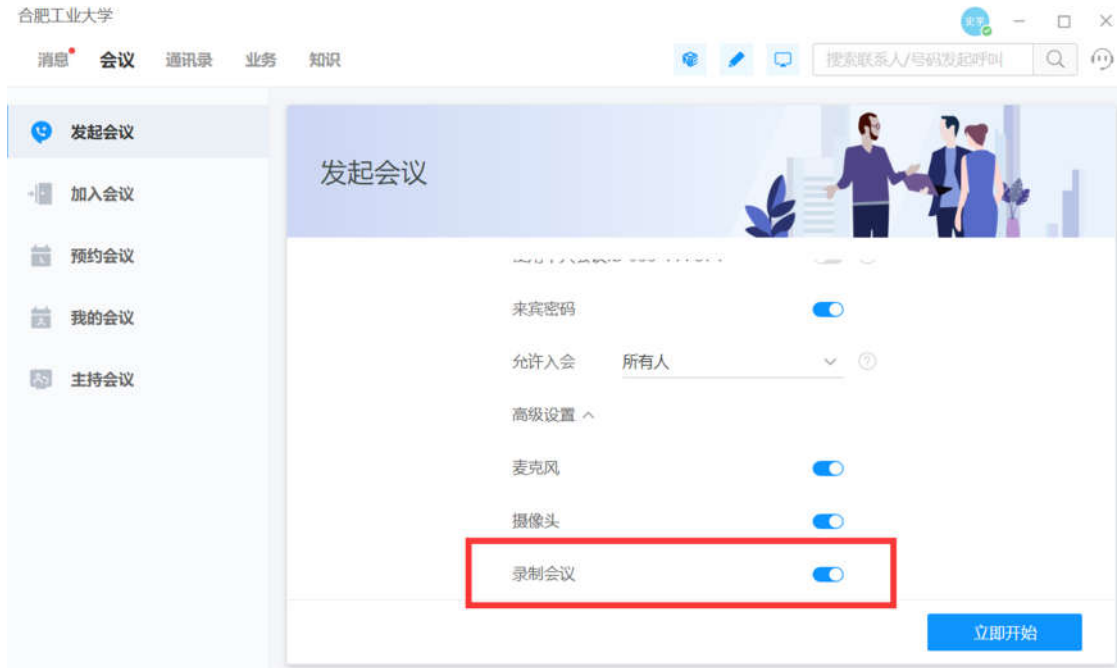 合肥工业大学
消息 会议 通讯录 业务 知识 搜索联系人/号码发起呼叫
发起会议
加入会议
预约会议
我的会议
主持会议
发起会议
来宾密码
允许入会 所有人
高级设置
麦克风
摄像头
录制会议
立即开始